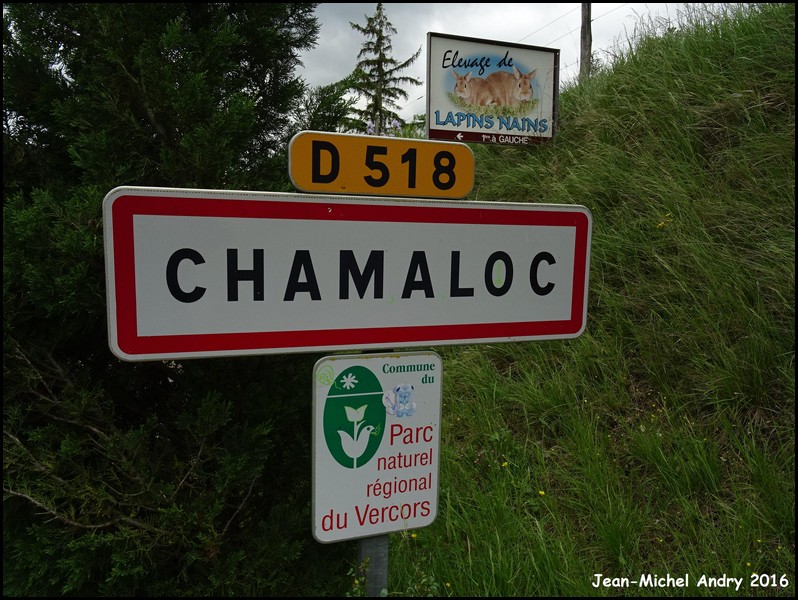 Elevage de
LAPINS NAINS
1ère à GAUCHE
D 518
CHAMALOC
Commune
du
Parc
naturel
régional
du Vercors
Jean-Michel Andry 2016